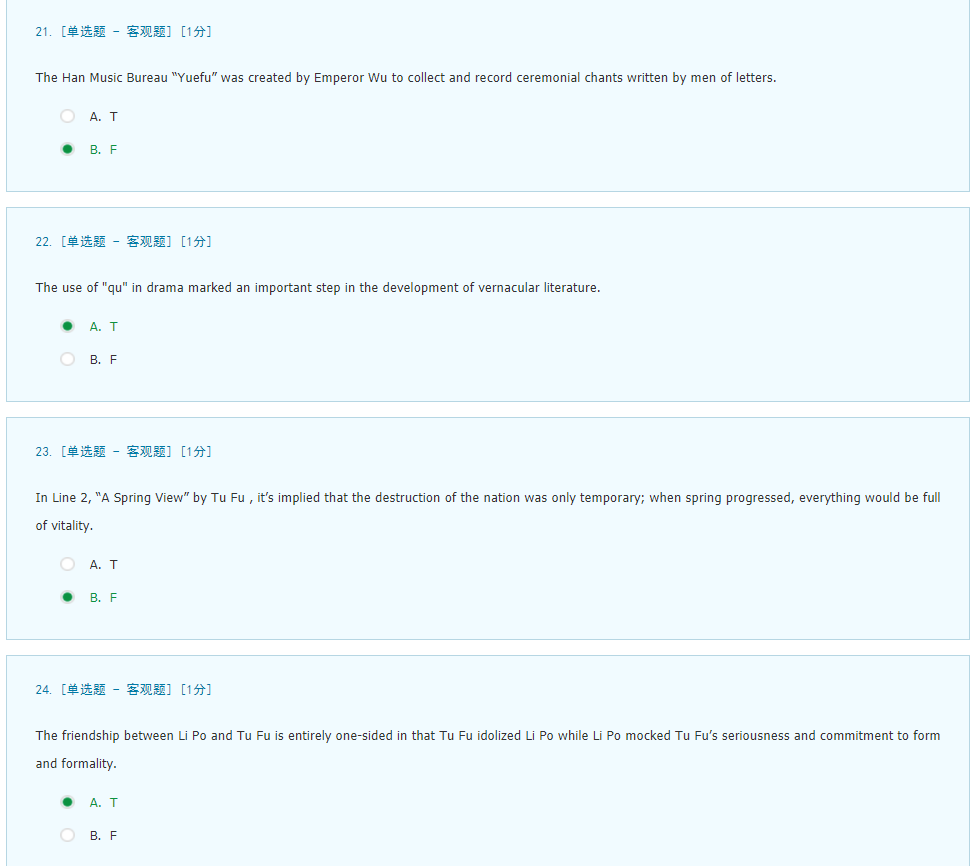 21. [单选题 - 客观题] [1分]
The Han Music Bureau “Yuefu” was created by Emperor Wu to collect and record ceremonial chants written by men of letters.
A. T
B. F
22. [单选题 - 客观题] [1分]
The use of "qu" in drama marked an important step in the development of vernacular literature.
A. T
B. F
23. [单选题 - 客观题] [1分]
In Line 2, “A Spring View” by Tu Fu , it’s implied that the destruction of the nation was only temporary; when spring progressed, everything would be full
of vitality.
A. T
B. F
24. [单选题 - 客观题] [1分]
The friendship between Li Po and Tu Fu is entirely one-sided in that Tu Fu idolized Li Po while Li Po mocked Tu Fu’s seriousness and commitment to form
and formality.
A. T
B. F